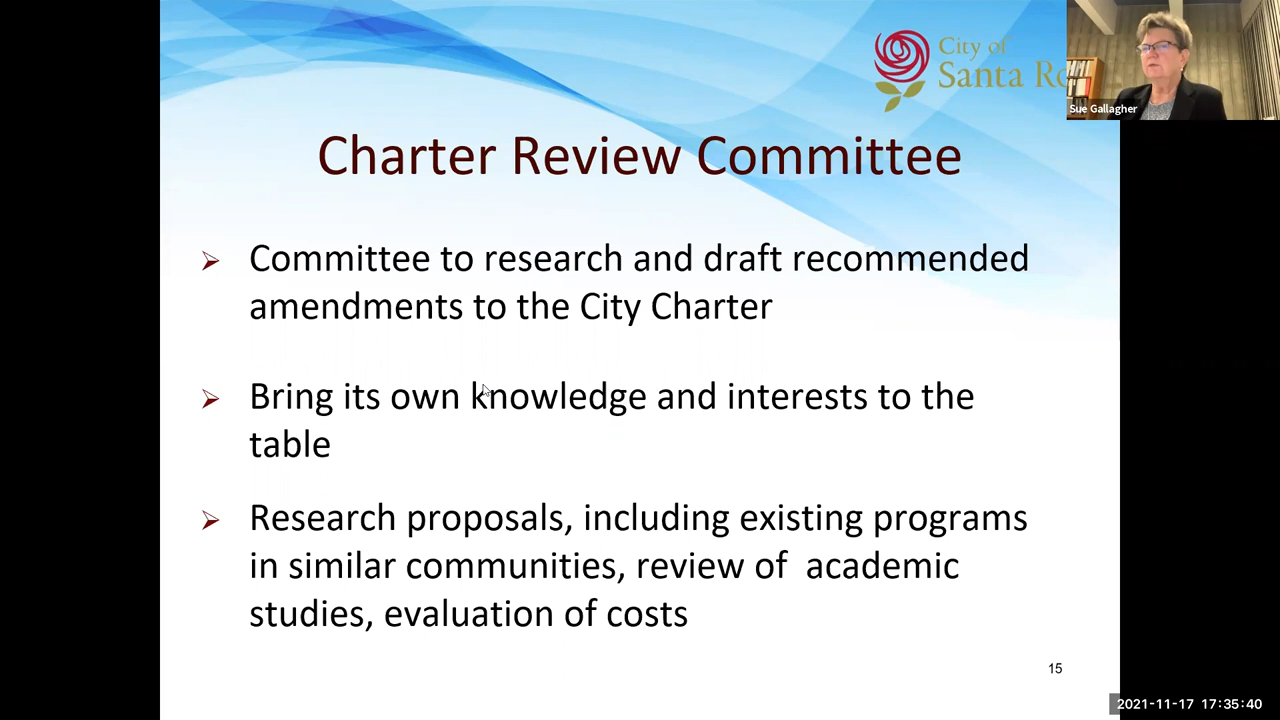 City of
Santa Ro
Sue Gallagher
Charter Review Committee
Committee to research and draft recommended
amendments to the City Charter
Bring its own knowledge and interests to the
table
Research proposals, including existing programs
in similar communities, review of academic
studies, evaluation of costs
15
2021-11-17 17:35:40